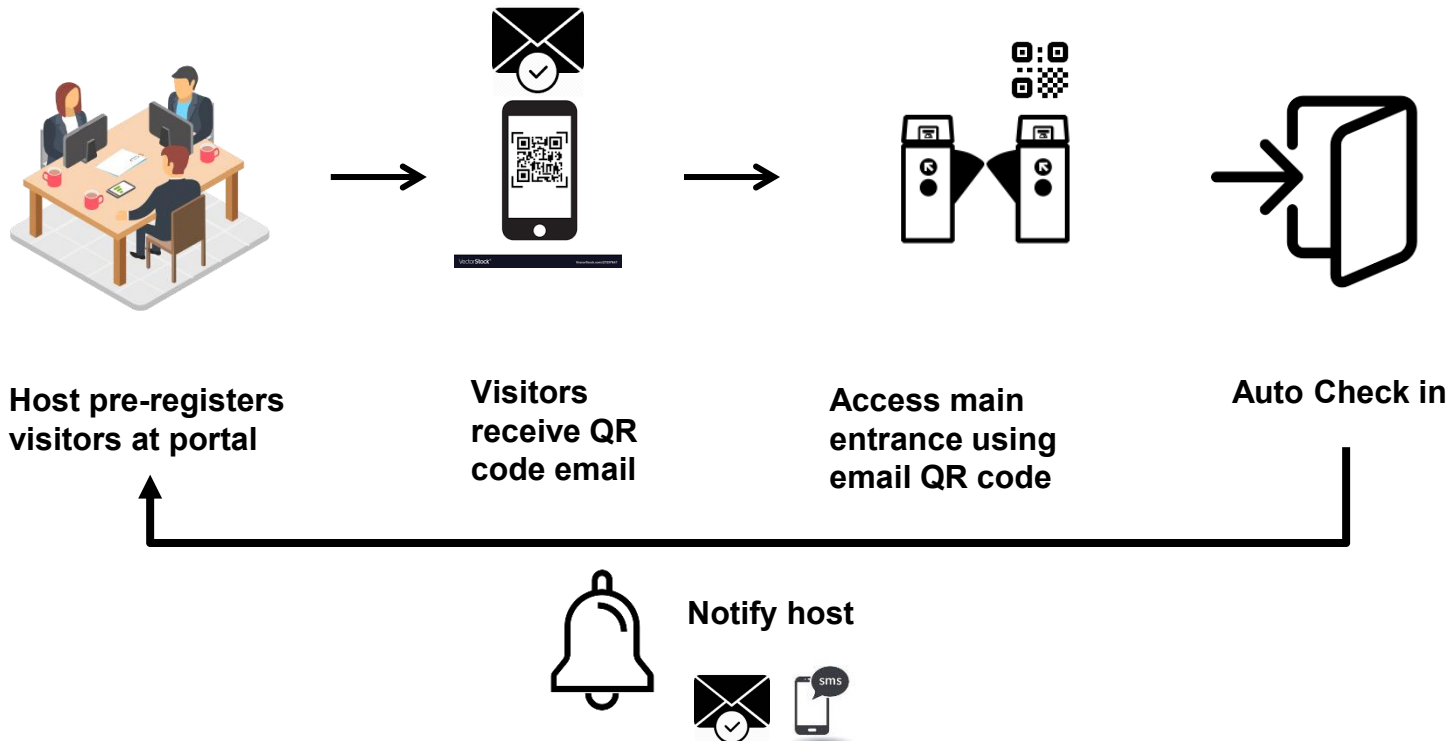 VectorStock
Host pre-registers
visitors at portal
Visitors
receive QR
code email
Access main
entrance using
email QR code
Auto Check in
Notify host
sms